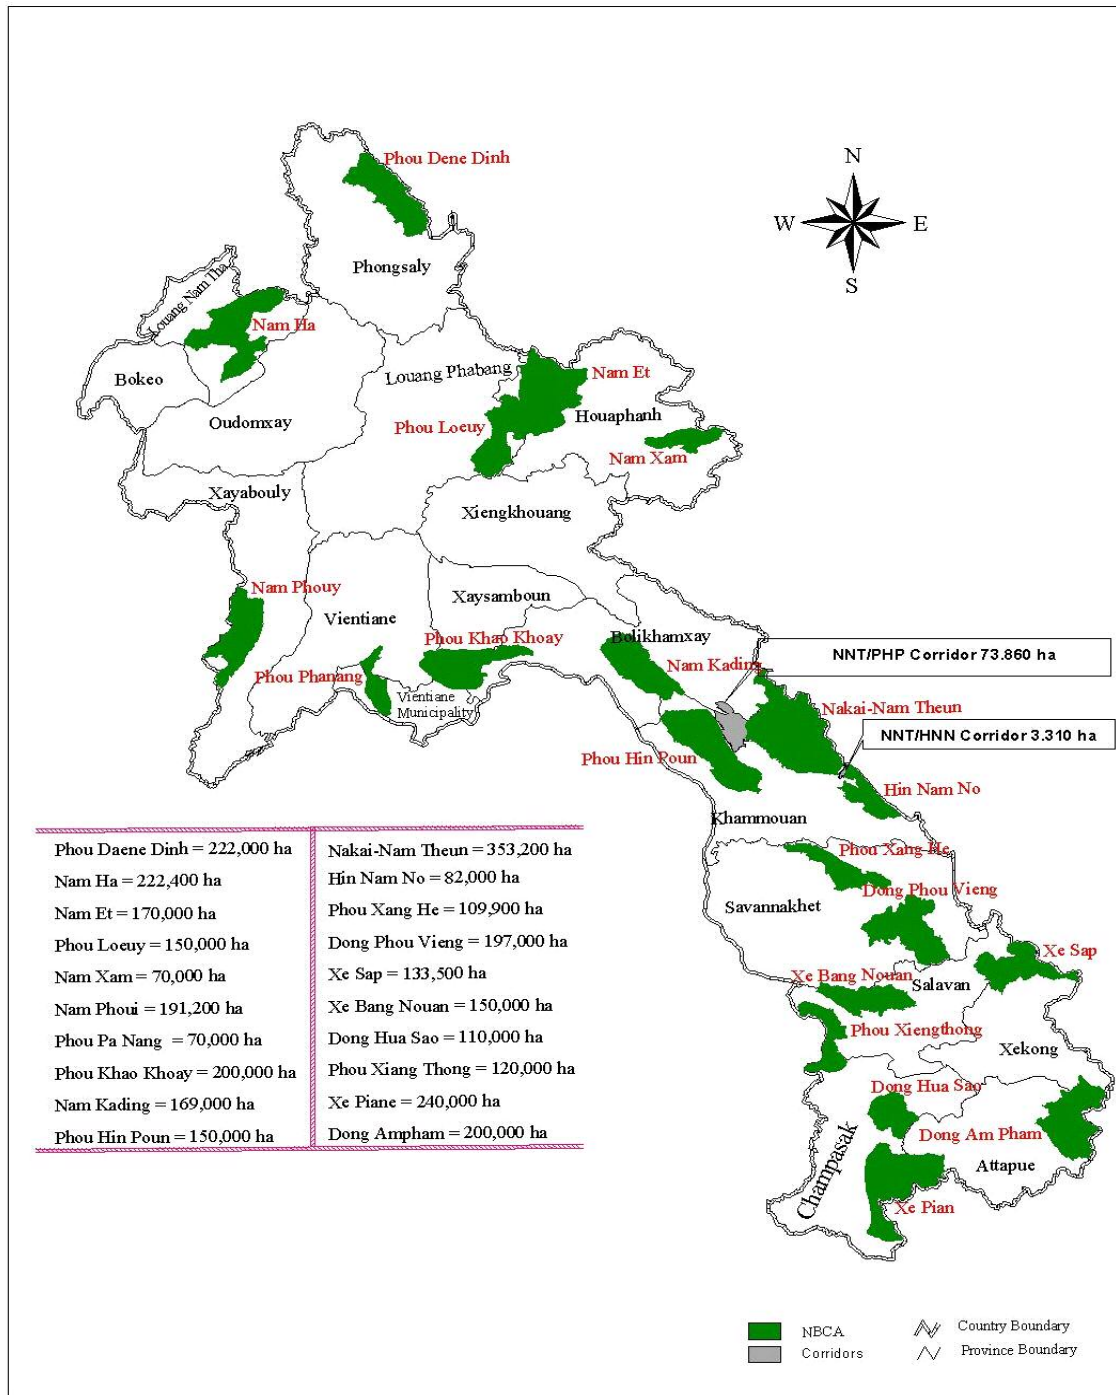 N
W
E
S
Phou Dene Dinh
Phongsaly
Louang Nam Tha
Nam Ha
Bokeo
Louang Phabang
Nam Et
Oudomxay
Houaphanh
Phou Loeuy
Nam Xam
Xayabouly
Xiengkhouang
Nam Phouy
Vientiane
Xaysamboun
Phou Khao Khoay
Bolikhamxay
NNT/PHP Corridor 73.860 ha
Nam Kading
Phou Phanang
Vientiane
Municipality
Nakai-Nam Theun
NNT/HNN Corridor 3.310 ha
Phou Hin Poun
Hin Nam No
Khammouan
Phou Xang He
Dong Phou Vieng
Savannakhet
Xe Sap
Xe Bang Nouan
Salavan
Phou Xiengthong
Xekong
Dong Hua Sao
Dong Am Pham
Attapue
Champasak
Xe Pian
Phou Daene Dinh = 222,000 ha
Nam Ha = 222,400 ha
Nam Et = 170,000 ha
Phou Loeuy = 150,000 ha
Nam Xam = 70,000 ha
Nam Phoui = 191,200 ha
Phou Pa Nang = 70,000 ha
Phou Khao Khoay = 200,000 ha
Nam Kading = 169,000 ha
Phou Hin Poun = 150,000 ha
Nakai-Nam Theun = 353,200 ha
Hin Nam No = 82,000 ha
Phou Xang He = 109,900 ha
Dong Phou Vieng = 197,000 ha
Xe Sap = 133,500 ha
Xe Bang Nouan = 150,000 ha
Dong Hua Sao = 110,000 ha
Phou Xiang Thong = 120,000 ha
Xe Piane = 240,000 ha
Dong Ampham = 200,000 ha
NBCA
Corridors
Country Boundary
Province Boundary